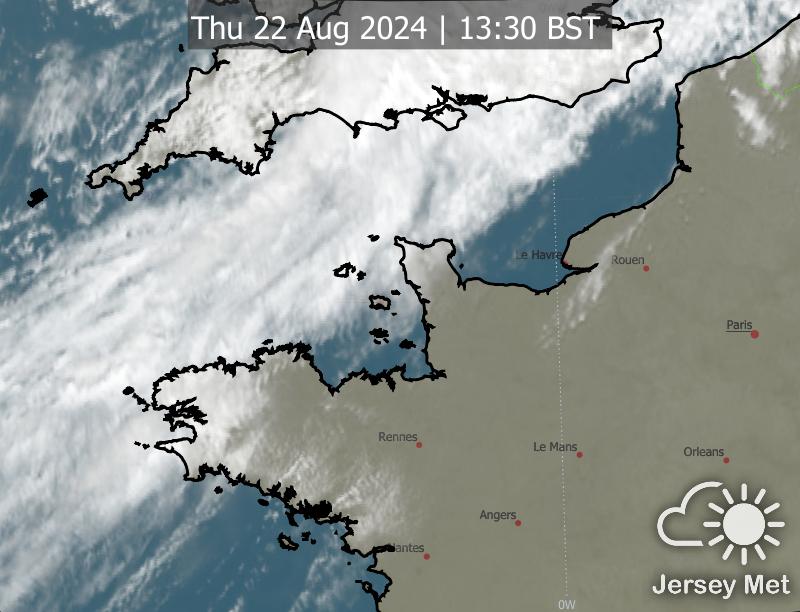 Thu 22 Aug 2024 | 13:30 BST
Le Havre
Rouen
Paris
Rennes
Le Mans
Orleans
Angers
Nantes
0W
Jersey Met